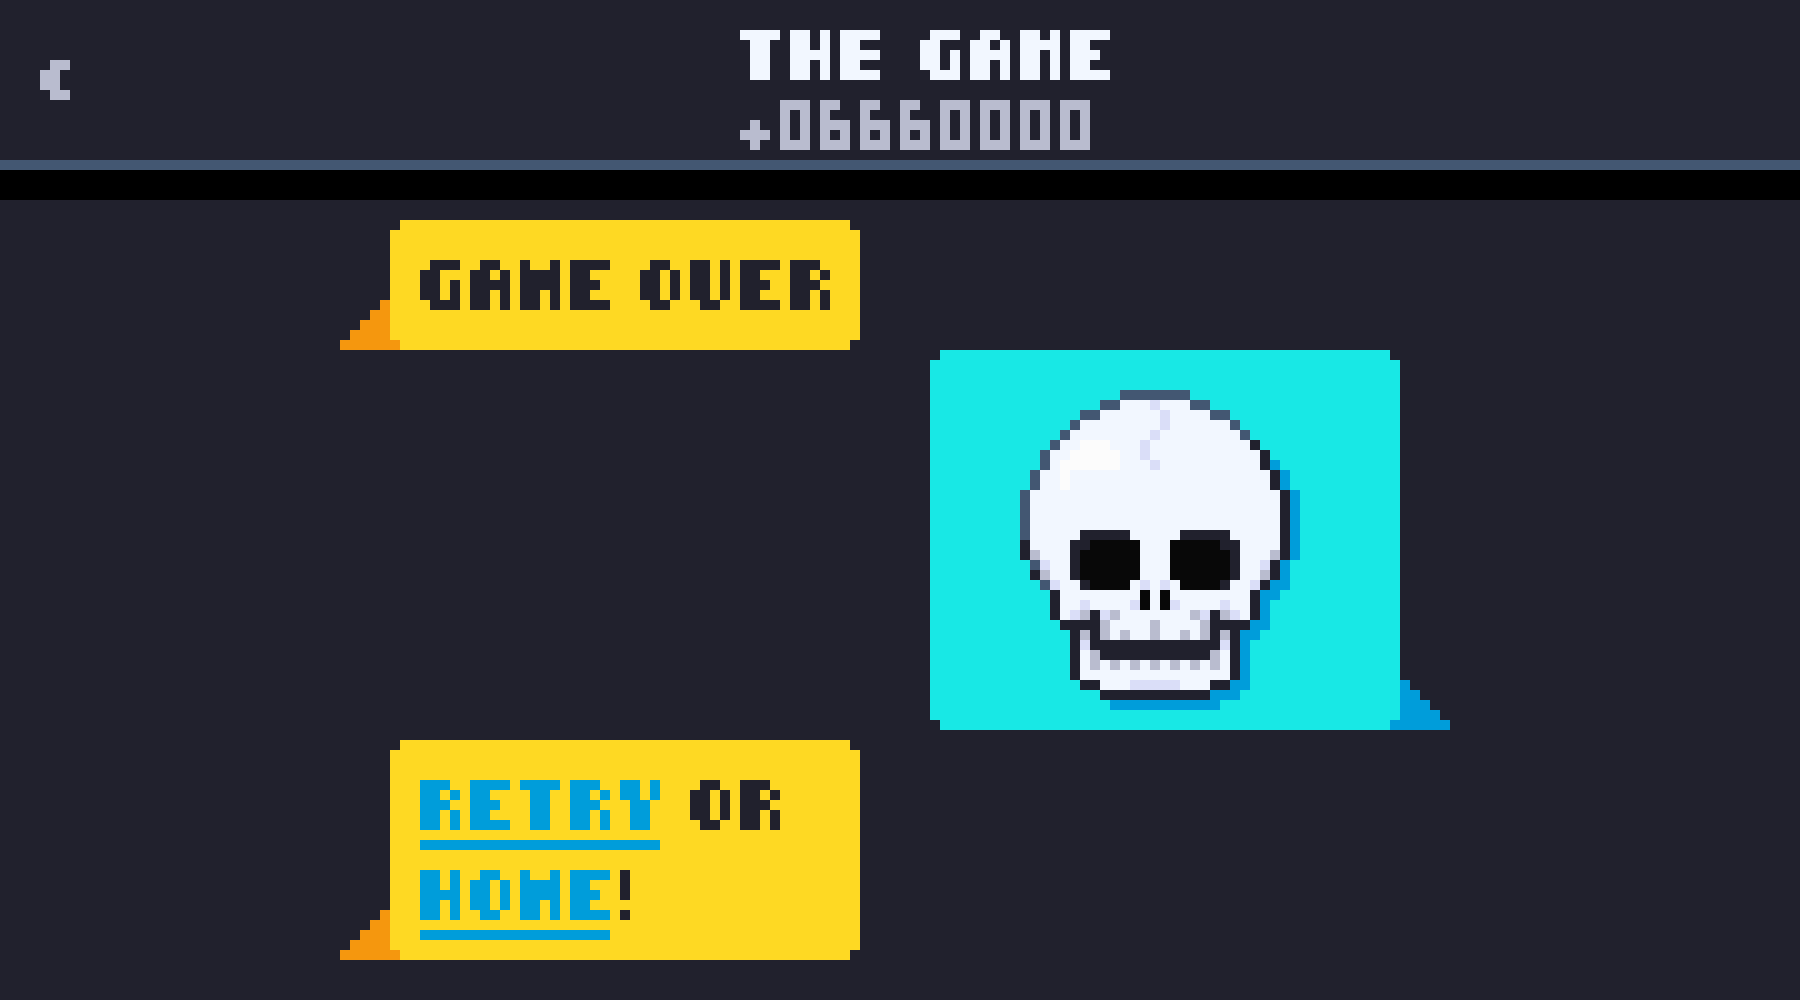 THE GAME
+06660000
GAME OVER
RETRY OR
HOME!